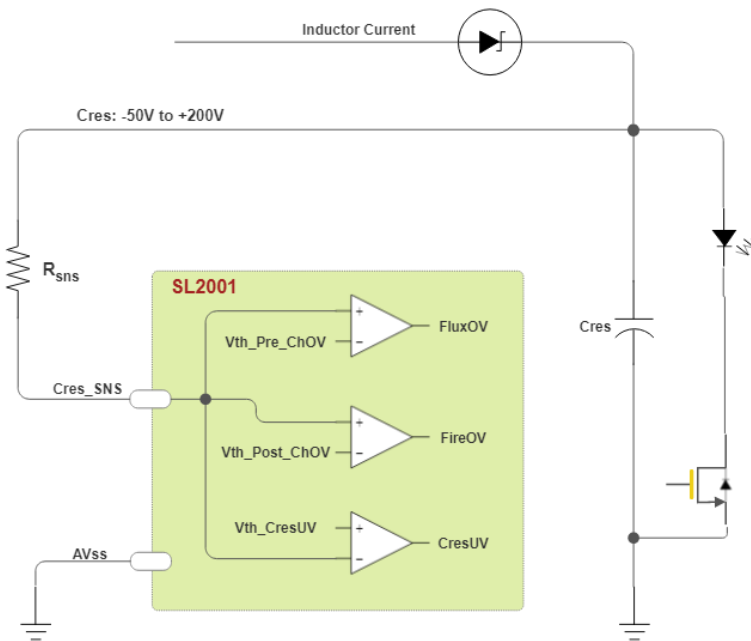 Inductor Current
Cres: -50V to +200V
Rsns
SL2001
FluxOV
Vth_Pre_ChOV
Cres
Cres_SNS
FireOV
Vth_Post_ChOV
Vth_CresUV
CresUV
AVss